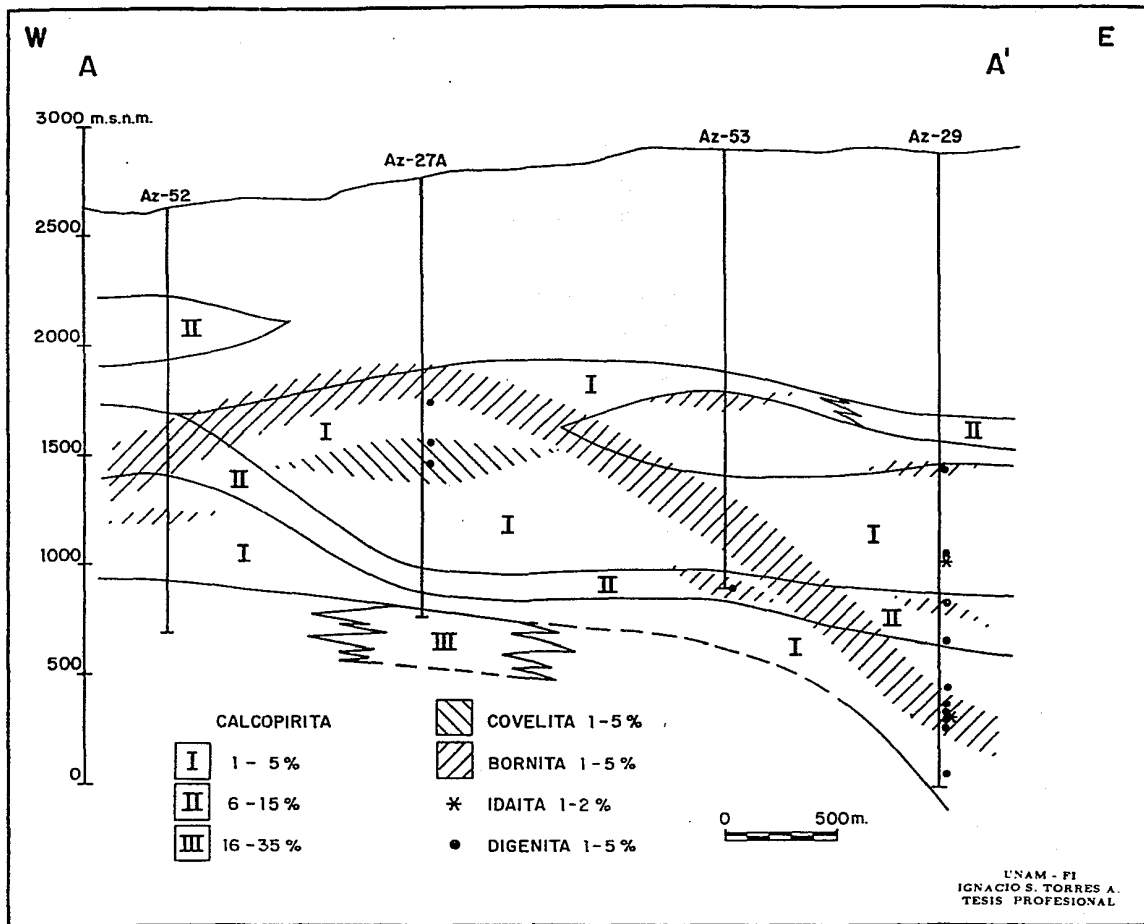 W
E
A
A'
3000 m.s.n.m.
Az-52
Az-27A
Az-53
Az-29
2500
2000
1500
1000
500
0
II
I
I
II
I
II
I
I
II
II
I
III
I
CALCOPIRITA
I 1-5%
II 6-15%
III 16-35%
COVELITA 1-5%
BORNITA 1-5%
* IDAITA 1-2%
• DIGENITA 1-5%
0 500m.
UNAM - FI
IGNACIO S. TORRES A.
TESIS PROFESIONAL